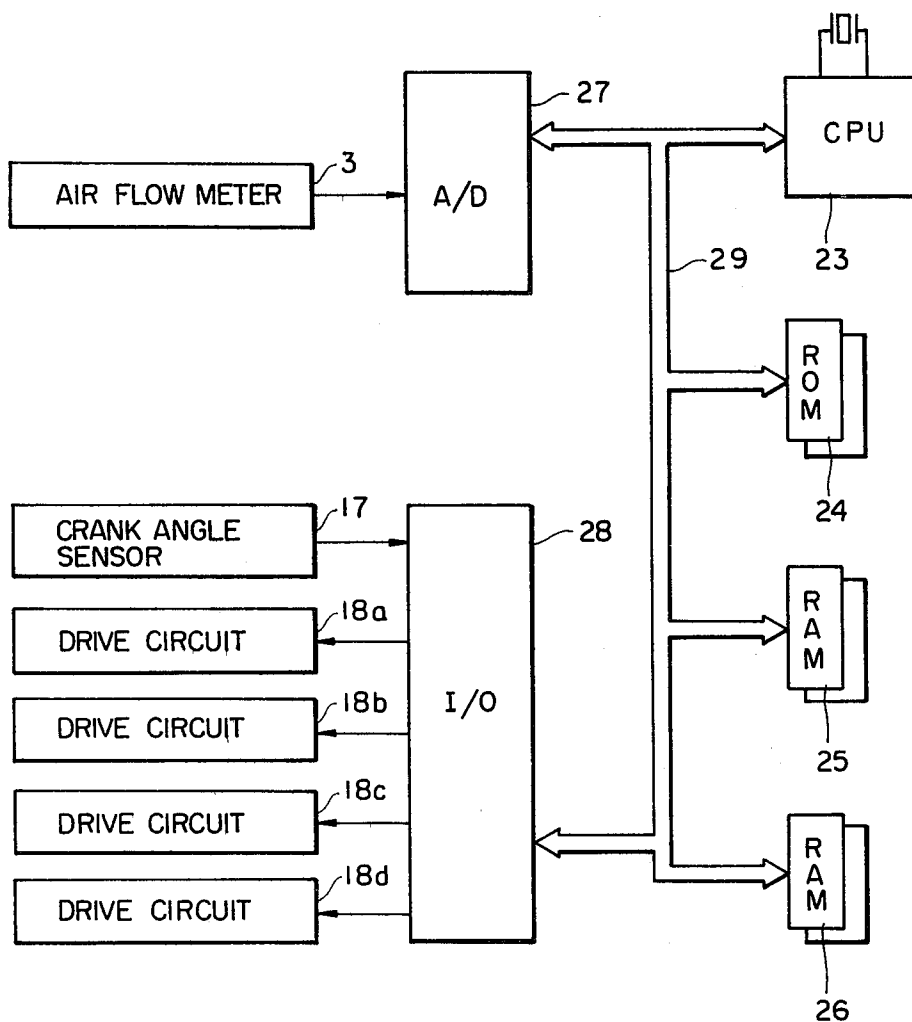 27
CPU
3
AIR FLOW METER
A/D
23
29
ROM
24
17
CRANK ANGLE
SENSOR
28
18a
DRIVE CIRCUIT
RAM
18b
DRIVE CIRCUIT
I/O
25
18c
DRIVE CIRCUIT
18d
DRIVE CIRCUIT
RAM
26